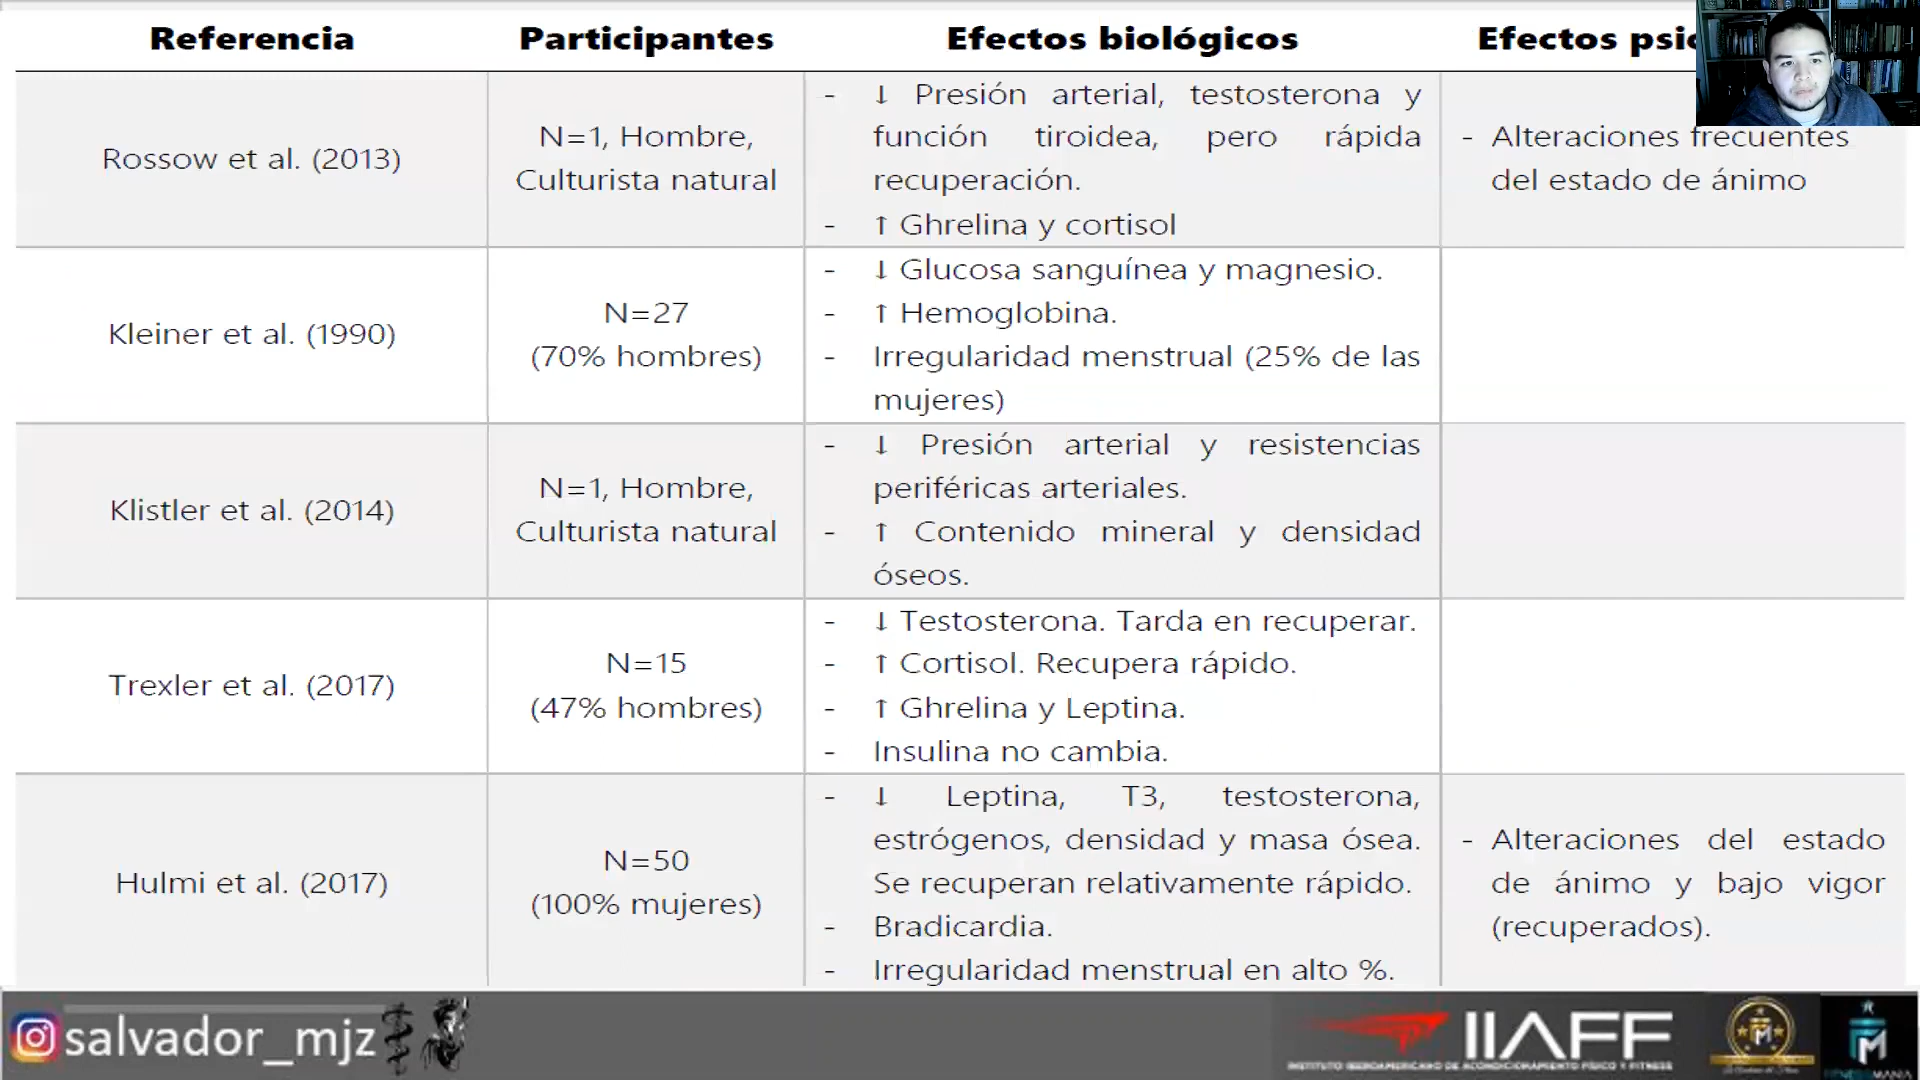 Referencia
Participantes
Efectos biológicos
Efectos
Rossow et al. (2013)
N=1, Hombre,
Culturista natural
- ↓ Presión arterial, testosterona y
función tiroidea, pero rápida
recuperación.
- ↑ Ghrelina y cortisol
- Alteraciones frecuentes
del estado de ánimo
Kleiner et al. (1990)
N=27
(70% hombres)
- ↓ Glucosa sanguínea y magnesio.
- ↑ Hemoglobina.
- Irregularidad menstrual (25% de las
mujeres)
Klistler et al. (2014)
N=1, Hombre,
Culturista natural
- ↓ Presión arterial y resistencias
periféricas arteriales.
- ↑ Contenido mineral y densidad
óseos.
Trexler et al. (2017)
N=15
(47% hombres)
- ↓ Testosterona. Tarda en recuperar.
- ↑ Cortisol. Recupera rápido.
- ↑ Ghrelina y Leptina.
- Insulina no cambia.
Hulmi et al. (2017)
N=50
(100% mujeres)
- ↓ Leptina, T3, testosterona,
estrógenos, densidad y masa ósea.
Se recuperan relativamente rápido.
- Bradicardia.
- Irregularidad menstrual en alto %.
- Alteraciones del estado
de ánimo y bajo vigor
(recuperados).
salvador_mjz
IIAFF
INSTITUTO IBEROAMERICANO DE ACONDICIONAMIENTO FÍSICO Y FITNESS